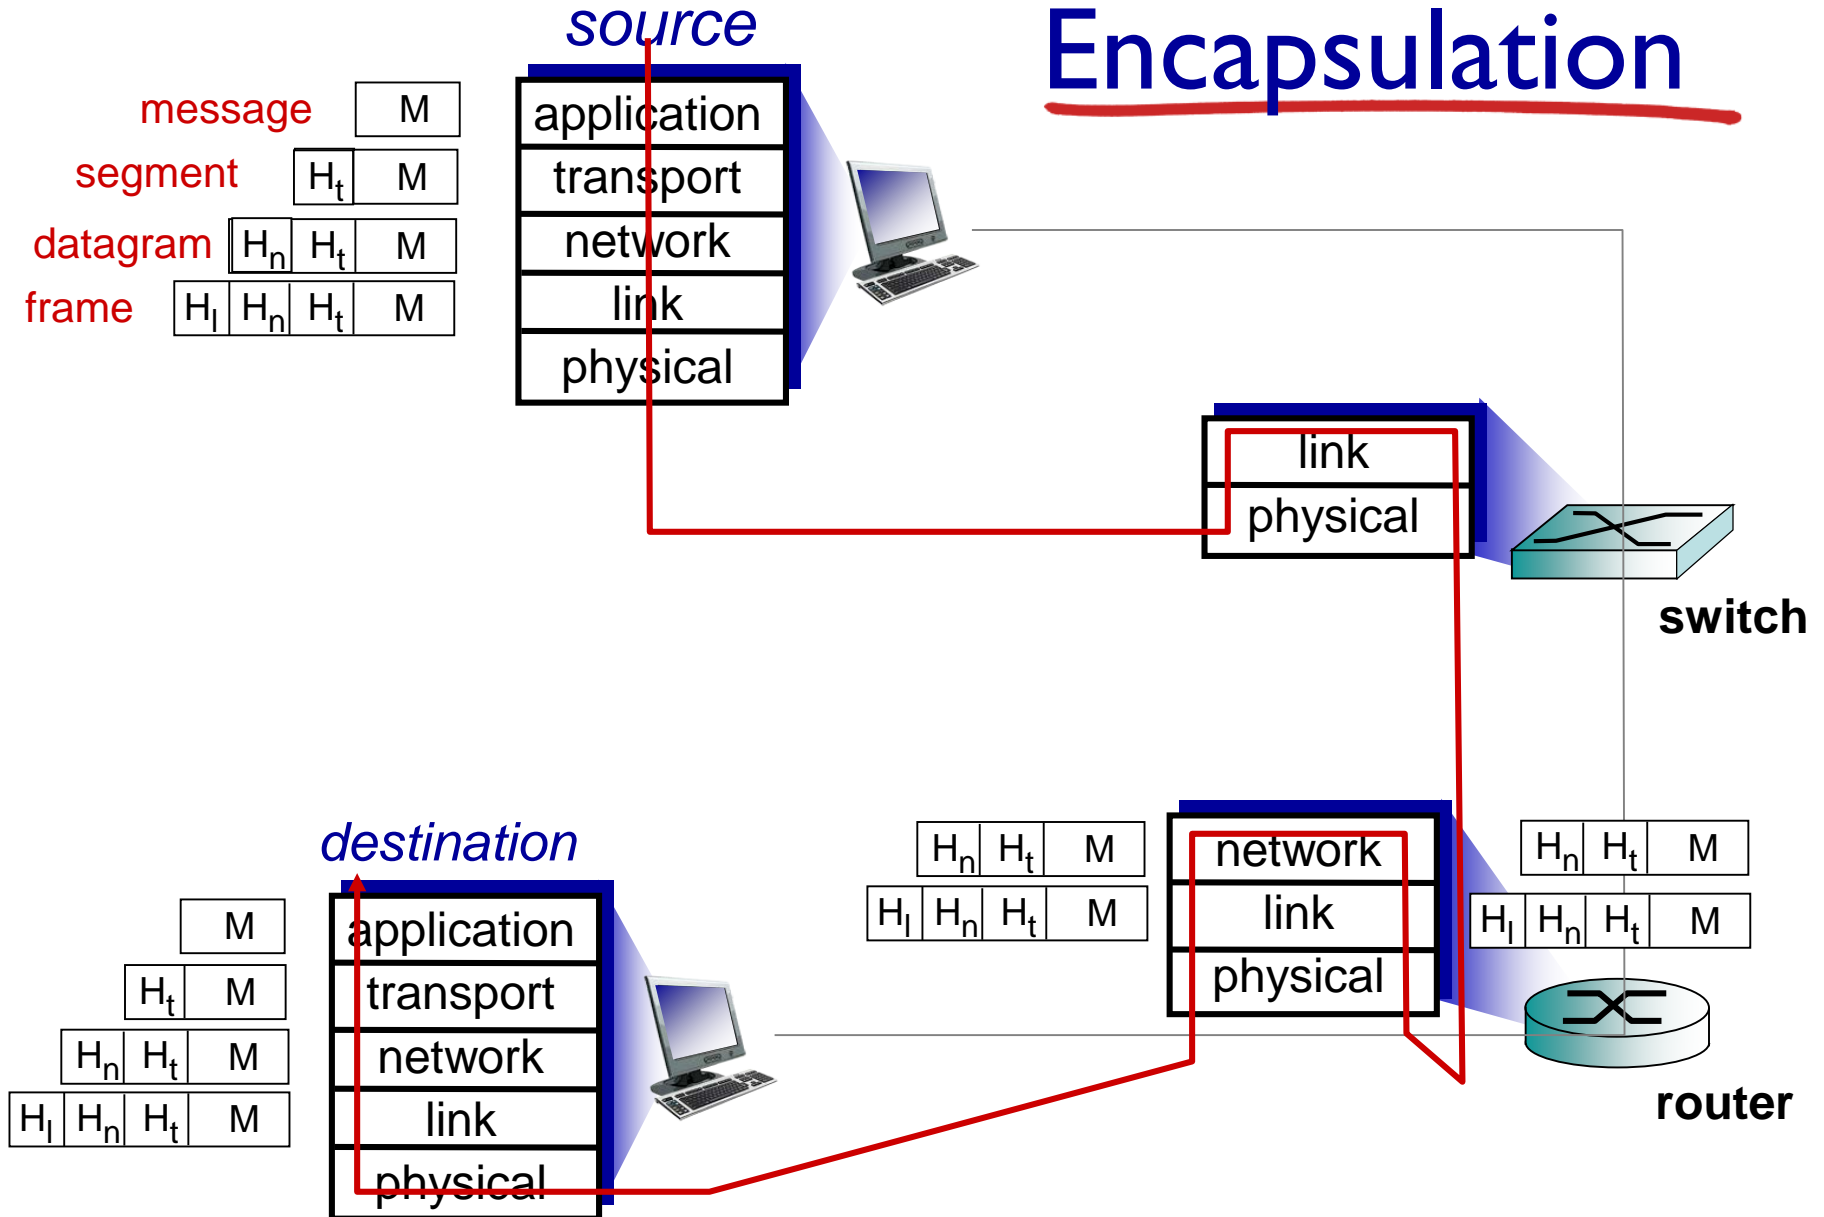 source
Encapsulation
message M
application
segment Ht M
transport
datagram Hn Ht M
network
frame Hl Hn Ht M
link
physical
link
physical
switch
destination
Hn Ht M
network
Hn Ht M
Hl Hn Ht M
link
Hl Hn Ht M
physical
router
M
application
Ht M
transport
Hn Ht M
network
Hl Hn Ht M
link
physical